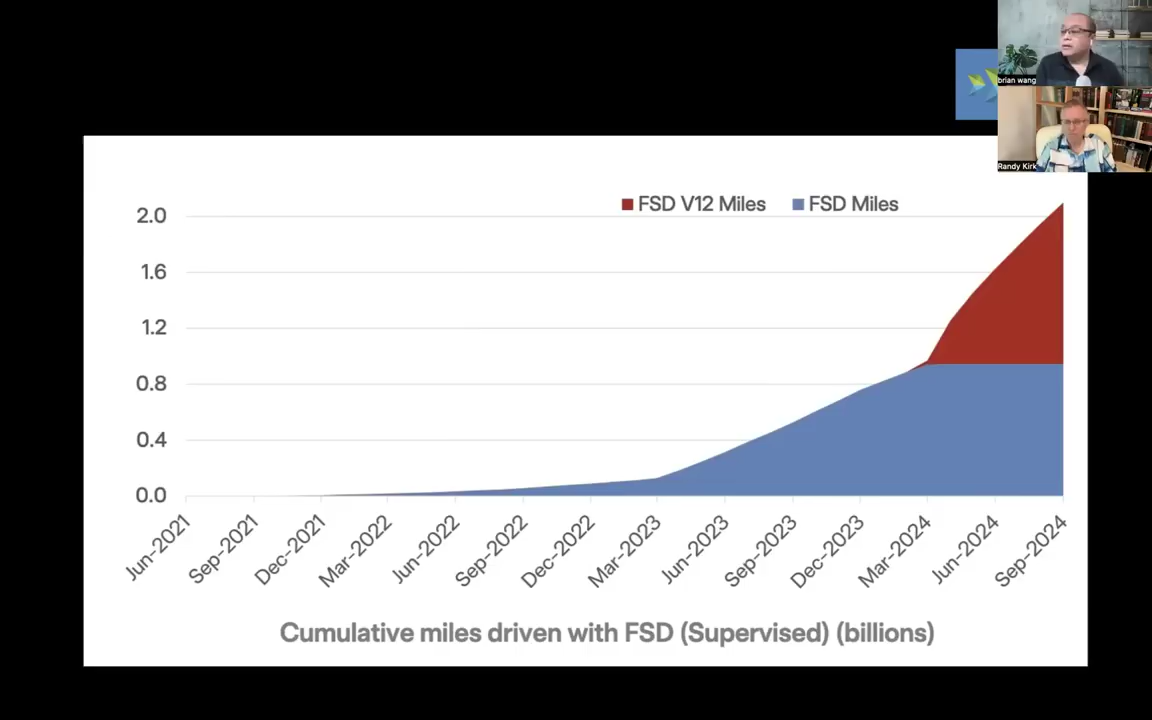 brian wang
Randy Kirk
FSD V12 Miles FSD Miles
2.0
1.6
1.2
0.8
0.4
0.0
Jun-2021 Sep-2021 Dec-2021 Mar-2022 Jun-2022 Sep-2022 Dec-2022 Mar-2023 Jun-2023 Sep-2023 Dec-2023 Mar-2024 Jun-2024 Sep-2024
Cumulative miles driven with FSD (Supervised) (billions)